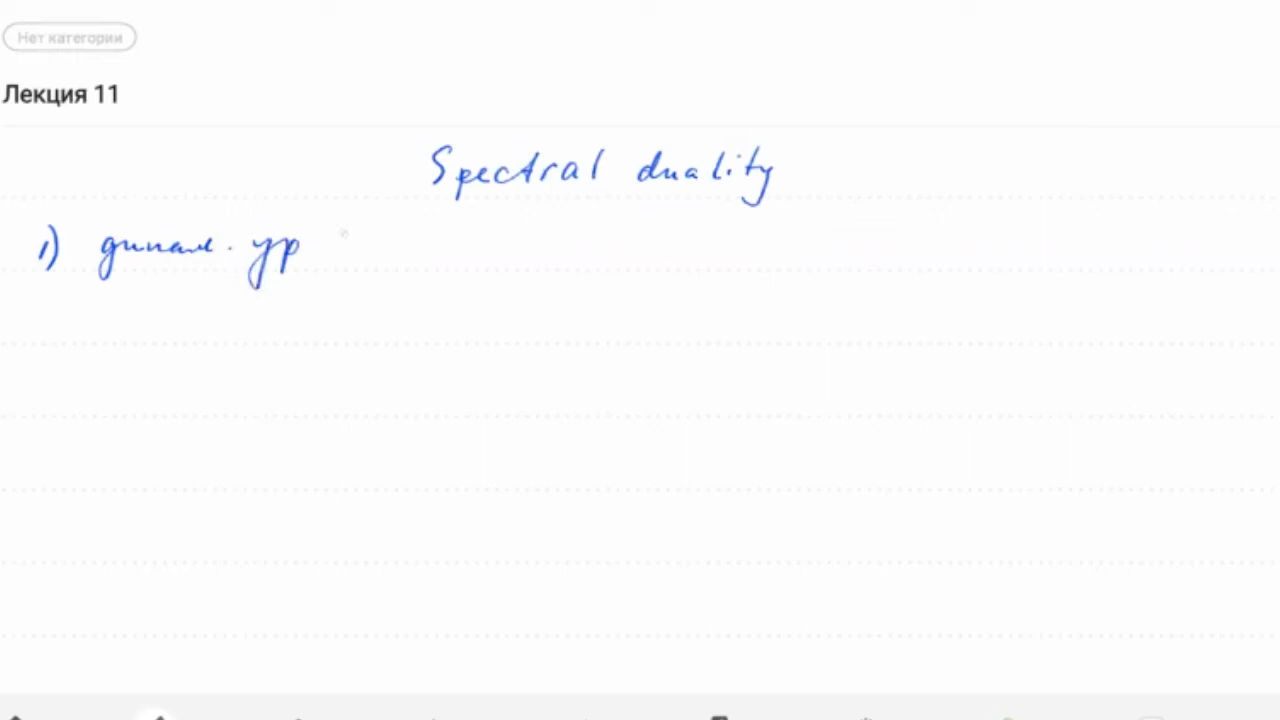 Нет категории
Лекция 11
Spectral duality
1) динам. ур